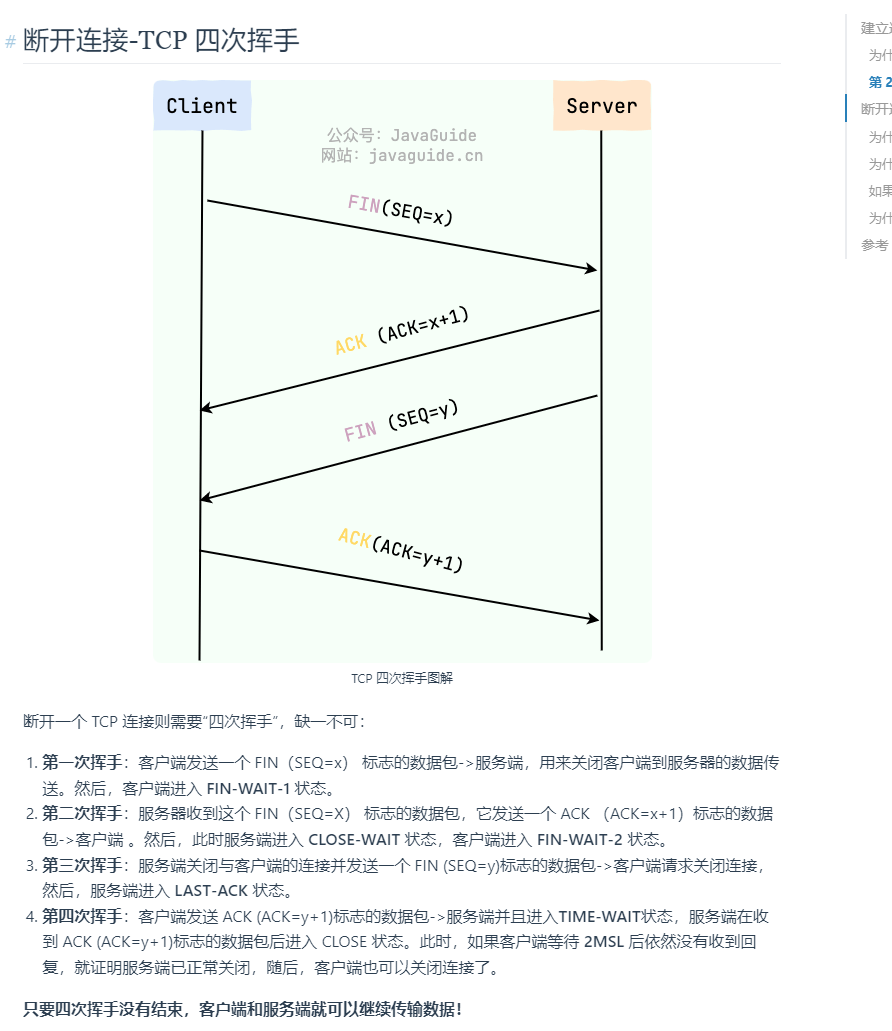 # 断开连接-TCP 四次挥手
Client
Server
公众号：JavaGuide
网站：javaguide.cn
FIN(SEQ=x)
ACK (ACK=x+1)
FIN (SEQ=y)
ACK(ACK=y+1)
TCP 四次挥手图解
断开一个 TCP 连接则需要“四次挥手”，缺一不可：
1. 第一次挥手：客户端发送一个 FIN（SEQ=x） 标志的数据包->服务端，用来关闭客户端到服务器的数据传
送。然后，客户端进入 FIN-WAIT-1 状态。
2. 第二次挥手：服务器收到这个 FIN（SEQ=X） 标志的数据包，它发送一个 ACK （ACK=x+1）标志的数据
包->客户端 。然后，此时服务端进入 CLOSE-WAIT 状态，客户端进入 FIN-WAIT-2 状态。
3. 第三次挥手：服务端关闭与客户端的连接并发送一个 FIN (SEQ=y)标志的数据包->客户端请求关闭连接，
然后，服务端进入 LAST-ACK 状态。
4. 第四次挥手：客户端发送 ACK (ACK=y+1)标志的数据包->服务端并且进入TIME-WAIT状态，服务端在收
到 ACK (ACK=y+1)标志的数据包后进入 CLOSE 状态。此时，如果客户端等待 2MSL 后依然没有收到回
复，就证明服务端已正常关闭，随后，客户端也可以关闭连接了。
只要四次挥手没有结束，客户端和服务端就可以继续传输数据！
建立
为什
第 2
断开
为什
为什
如果
为什
参考